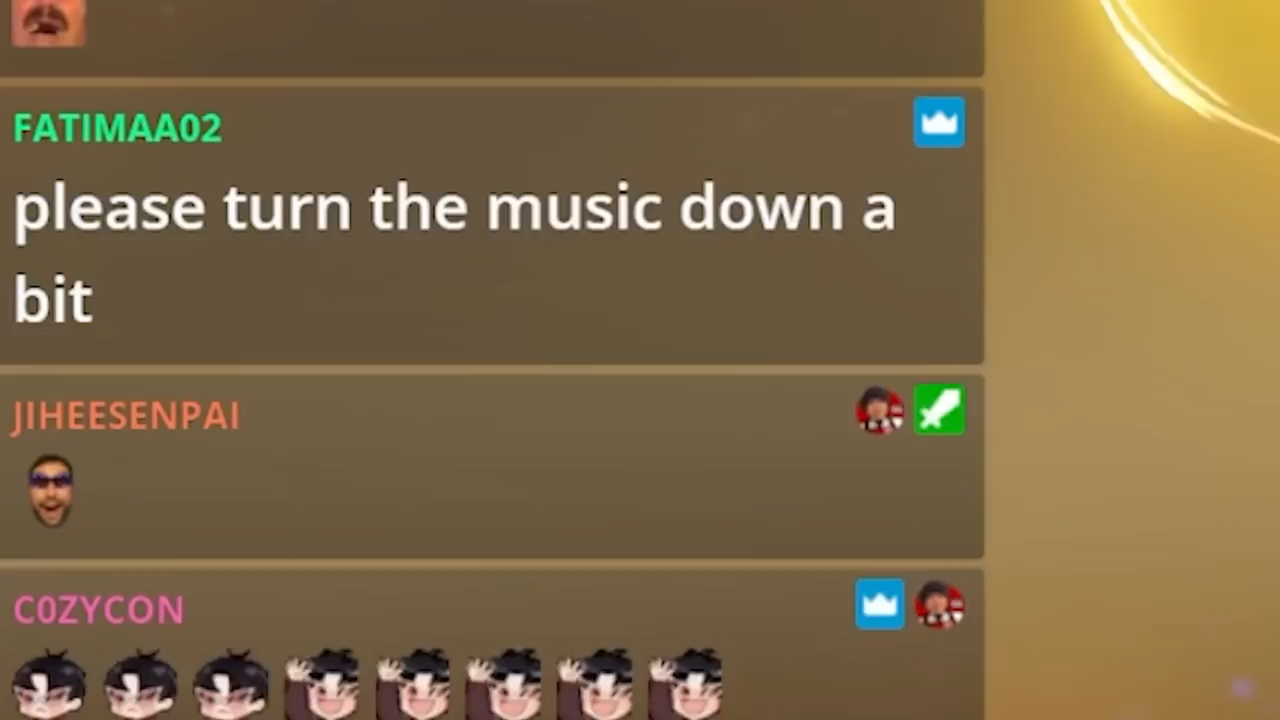 FATIMAA02
please turn the music down a
bit
JIHEESENPAI
C0ZYCON